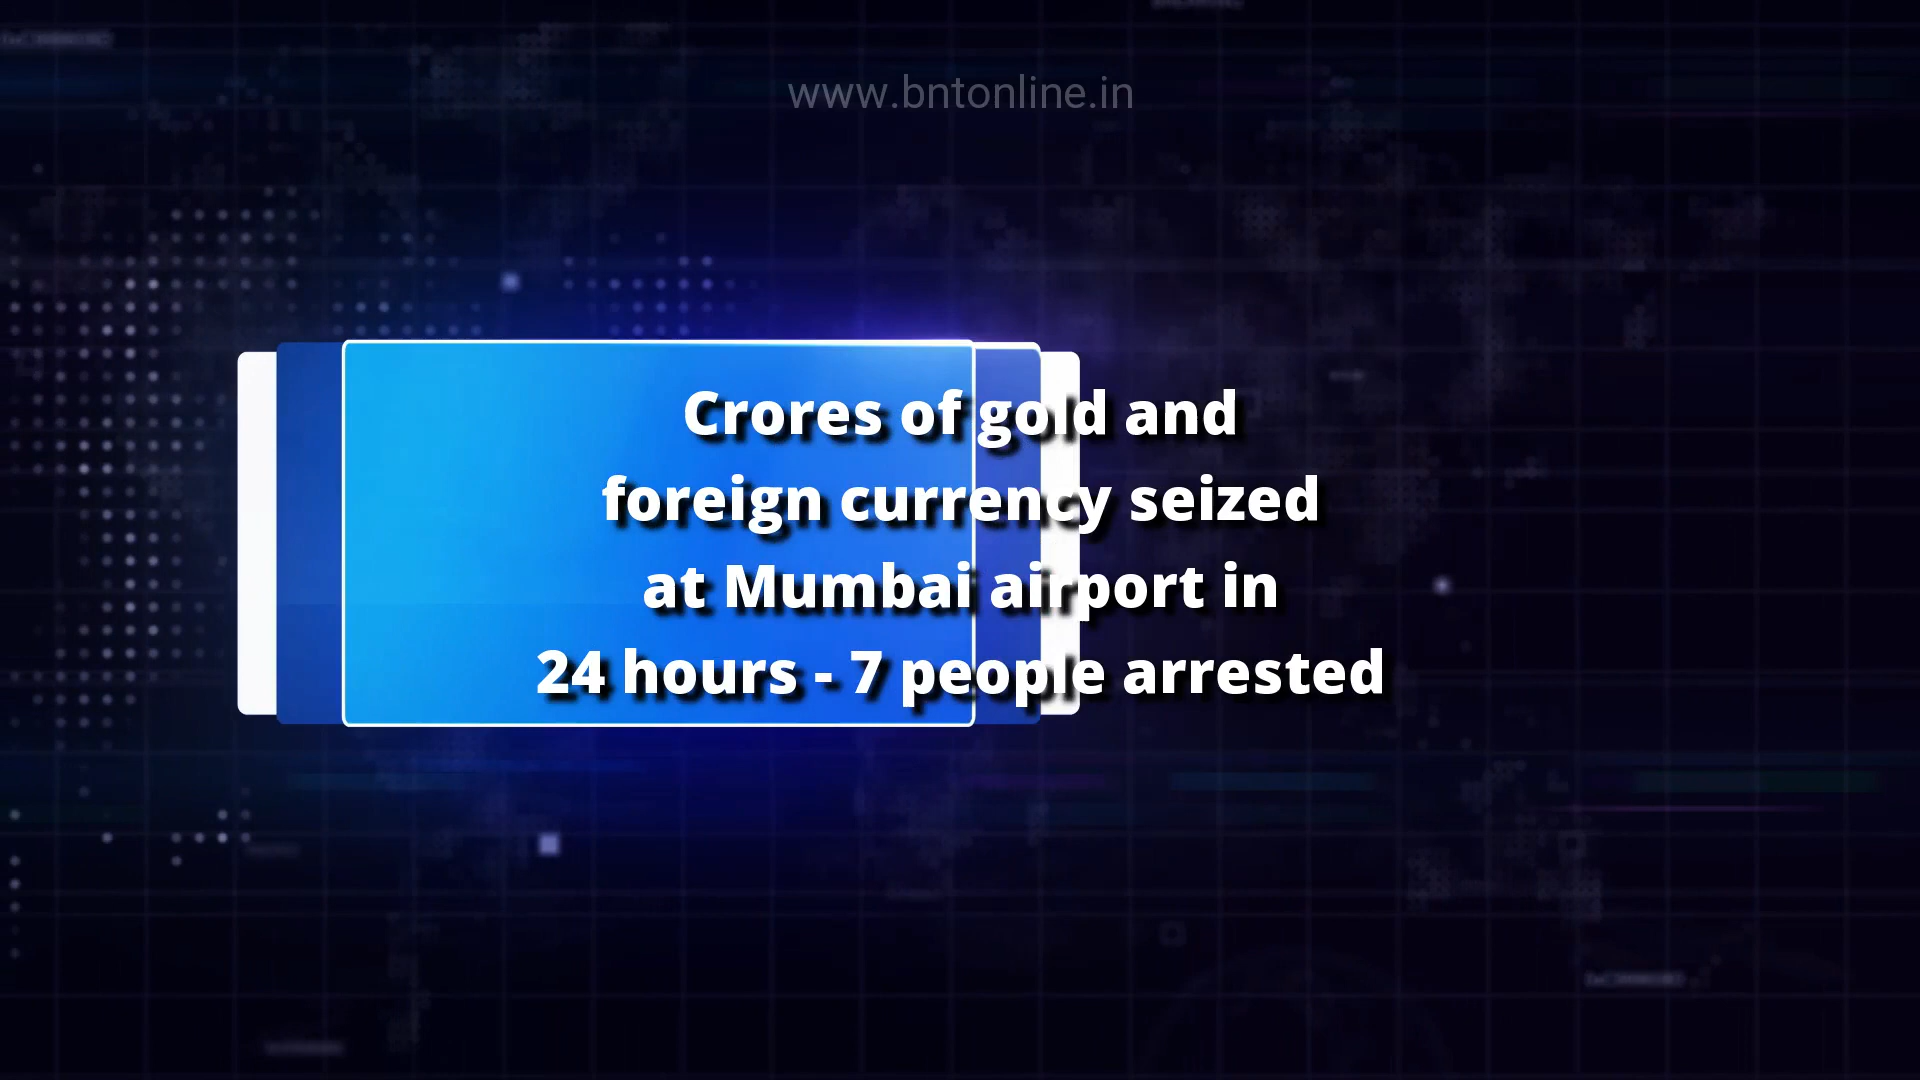 www.bntonline.in
Crores of gold and
foreign currency seized
at Mumbai airport in
24 hours - 7 people arrested